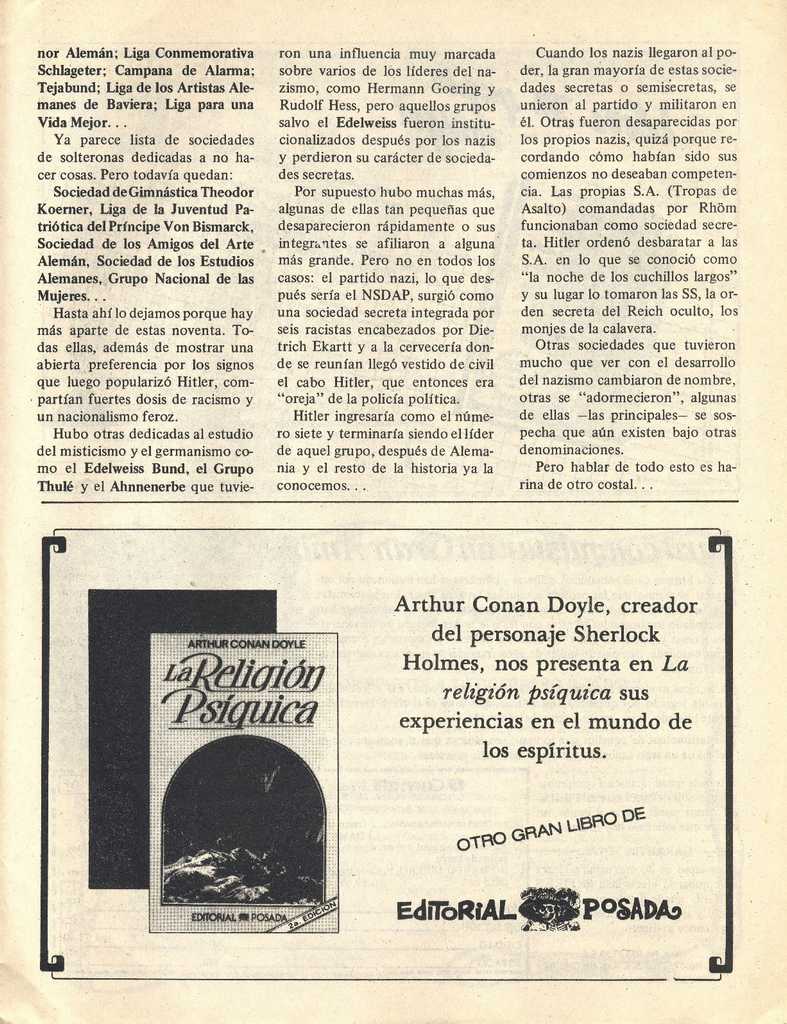 nor Alemán; Liga Conmemorativa
Schlageter; Campana de Alarma;
Tejabund; Liga de los Artistas Ale-
manes de Baviera; Liga para una
Vida Mejor. . .
Ya parece lista de sociedades
de solteronas dedicadas a no ha-
cer cosas. Pero todavía quedan:
Sociedad de Gimnástica Theodor
Koerner, Liga de la Juventud Pa-
triótica del Príncipe Von Bismarck,
Sociedad de los Amigos del Arte
Alemán, Sociedad de los Estudios
Alemanes, Grupo Nacional de las
Mujeres. . .
Hasta ahí lo dejamos porque hay
más aparte de estas noventa. To-
das ellas, además de mostrar una
abierta preferencia por los signos
que luego popularizó Hitler, com-
partían fuertes dosis de racismo y
un nacionalismo feroz.
Hubo otras dedicadas al estudio
del misticismo y el germanismo co-
mo el Edelweiss Bund, el Grupo
Thulé y el Ahnnenerbe que tuvie-
ron una influencia muy marcada
sobre varios de los líderes del na-
zismo, como Hermann Goering y
Rudolf Hess, pero aquellos grupos
salvo el Edelweiss fueron institu-
cionalizados después por los nazis
y perdieron su carácter de socieda-
des secretas.
Por supuesto hubo muchas más,
algunas de ellas tan pequeñas que
desaparecieron rápidamente o sus
integrantes se afiliaron a alguna
más grande. Pero no en todos los
casos: el partido nazi, lo que des-
pués sería el NSDAP, surgió como
una sociedad secreta integrada por
seis racistas encabezados por Die-
trich Ekartt y a la cervecería don-
de se reunían llegó vestido de civil
el cabo Hitler, que entonces era
“oreja” de la policía política.
Hitler ingresaría como el núme-
ro siete y terminaría siendo el líder
de aquel grupo, después de Alema-
nia y el resto de la historia ya la
conocemos. . .
Cuando los nazis llegaron al po-
der, la gran mayoría de estas socie-
dades secretas o semisecretas, se
unieron al partido y militaron en
él. Otras fueron desaparecidas por
los propios nazis, quizá porque re-
cordando cómo habían sido sus
comienzos no deseaban competen-
cia. Las propias S.A. (Tropas de
Asalto) comandadas por Rhöm
funcionaban como sociedad secre-
ta. Hitler ordenó desbaratar a las
S.A. en lo que se conoció como
“la noche de los cuchillos largos”
y su lugar lo tomaron las SS, la or-
den secreta del Reich oculto, los
monjes de la calavera.
Otras sociedades que tuvieron
mucho que ver con el desarrollo
del nazismo cambiaron de nombre,
otras se “adormecieron”, algunas
de ellas —las principales— se sos-
pecha que aún existen bajo otras
denominaciones.
Pero hablar de todo esto es ha-
rina de otro costal. . .
ARTHUR CONAN DOYLE
La Religión
Psíquica
EDITORIAL POSADA
2a. EDICION
Arthur Conan Doyle, creador
del personaje Sherlock
Holmes, nos presenta en La
religión psíquica sus
experiencias en el mundo de
los espíritus.
OTRO GRAN LIBRO DE
EDITORIAL POSADA